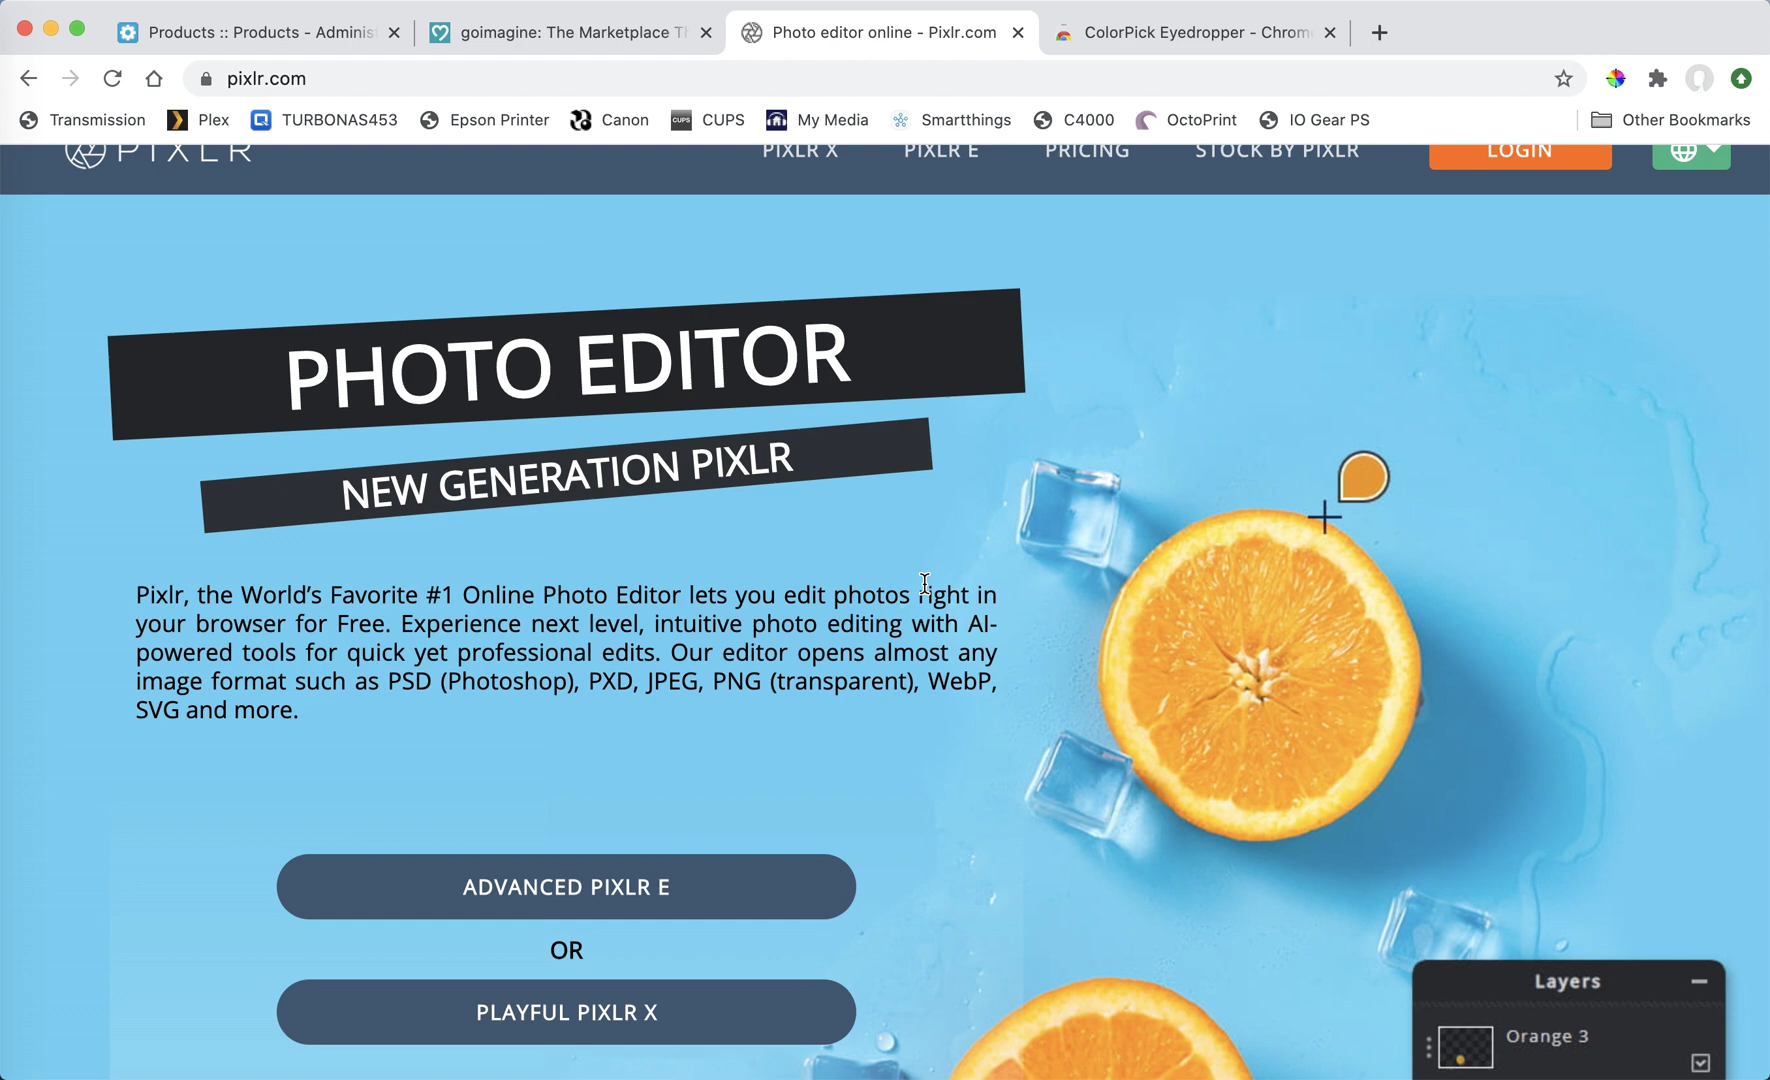 Products :: Products - Adminis
goimagine: The Marketplace T
Photo editor online - Pixlr.com
ColorPick Eyedropper - Chrom
pixlr.com
Transmission
Plex
TURBONAS453
Epson Printer
Canon
CUPS
CUPS
My Media
Smartthings
C4000
OctoPrint
IO Gear PS
Other Bookmarks
PIXLR
PIXLR X
PIXLR E
PRICING
STOCK BY PIXLR
LOGIN
PHOTO EDITOR
NEW GENERATION PIXLR
Pixlr, the World's Favorite #1 Online Photo Editor lets you edit photos right in
your browser for Free. Experience next level, intuitive photo editing with AI-
powered tools for quick yet professional edits. Our editor opens almost any
image format such as PSD (Photoshop), PXD, JPEG, PNG (transparent), WebP,
SVG and more.
ADVANCED PIXLR E
OR
PLAYFUL PIXLR X
Layers
Orange 3